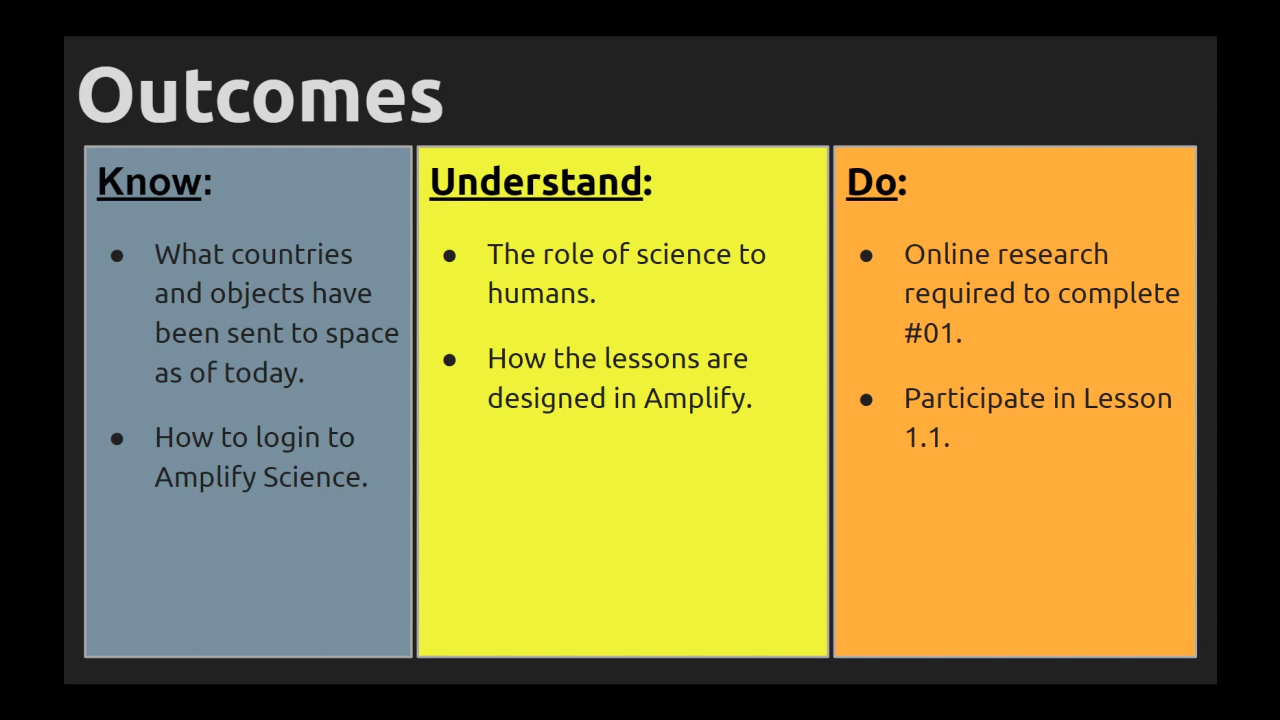 Outcomes
Know:
● What countries
and objects have
been sent to space
as of today.
● How to login to
Amplify Science.
Understand:
● The role of science to
humans.
● How the lessons are
designed in Amplify.
Do:
● Online research
required to complete
#01.
● Participate in Lesson
1.1.